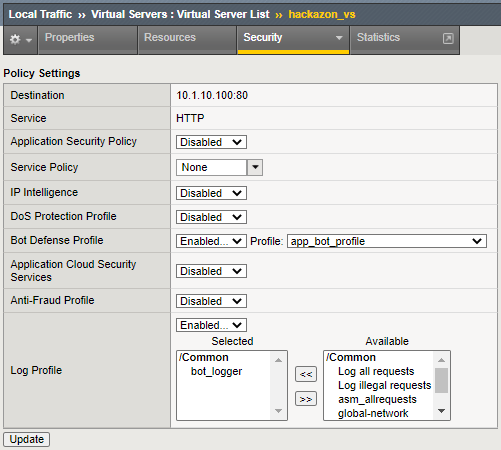 Local Traffic ›› Virtual Servers : Virtual Server List ›› hackazon_vs
Properties Resources Security Statistics
Policy Settings
Destination 10.1.10.100:80
Service HTTP
Application Security Policy Disabled
Service Policy None
IP Intelligence Disabled
DoS Protection Profile Disabled
Bot Defense Profile Enabled... Profile: app_bot_profile
Application Cloud Security
Services Disabled
Anti-Fraud Profile Disabled
Log Profile Enabled...
Selected Available
/Common /Common
bot_logger Log all requests
<< Log illegal requests
>> asm_allrequests
global-network
Update